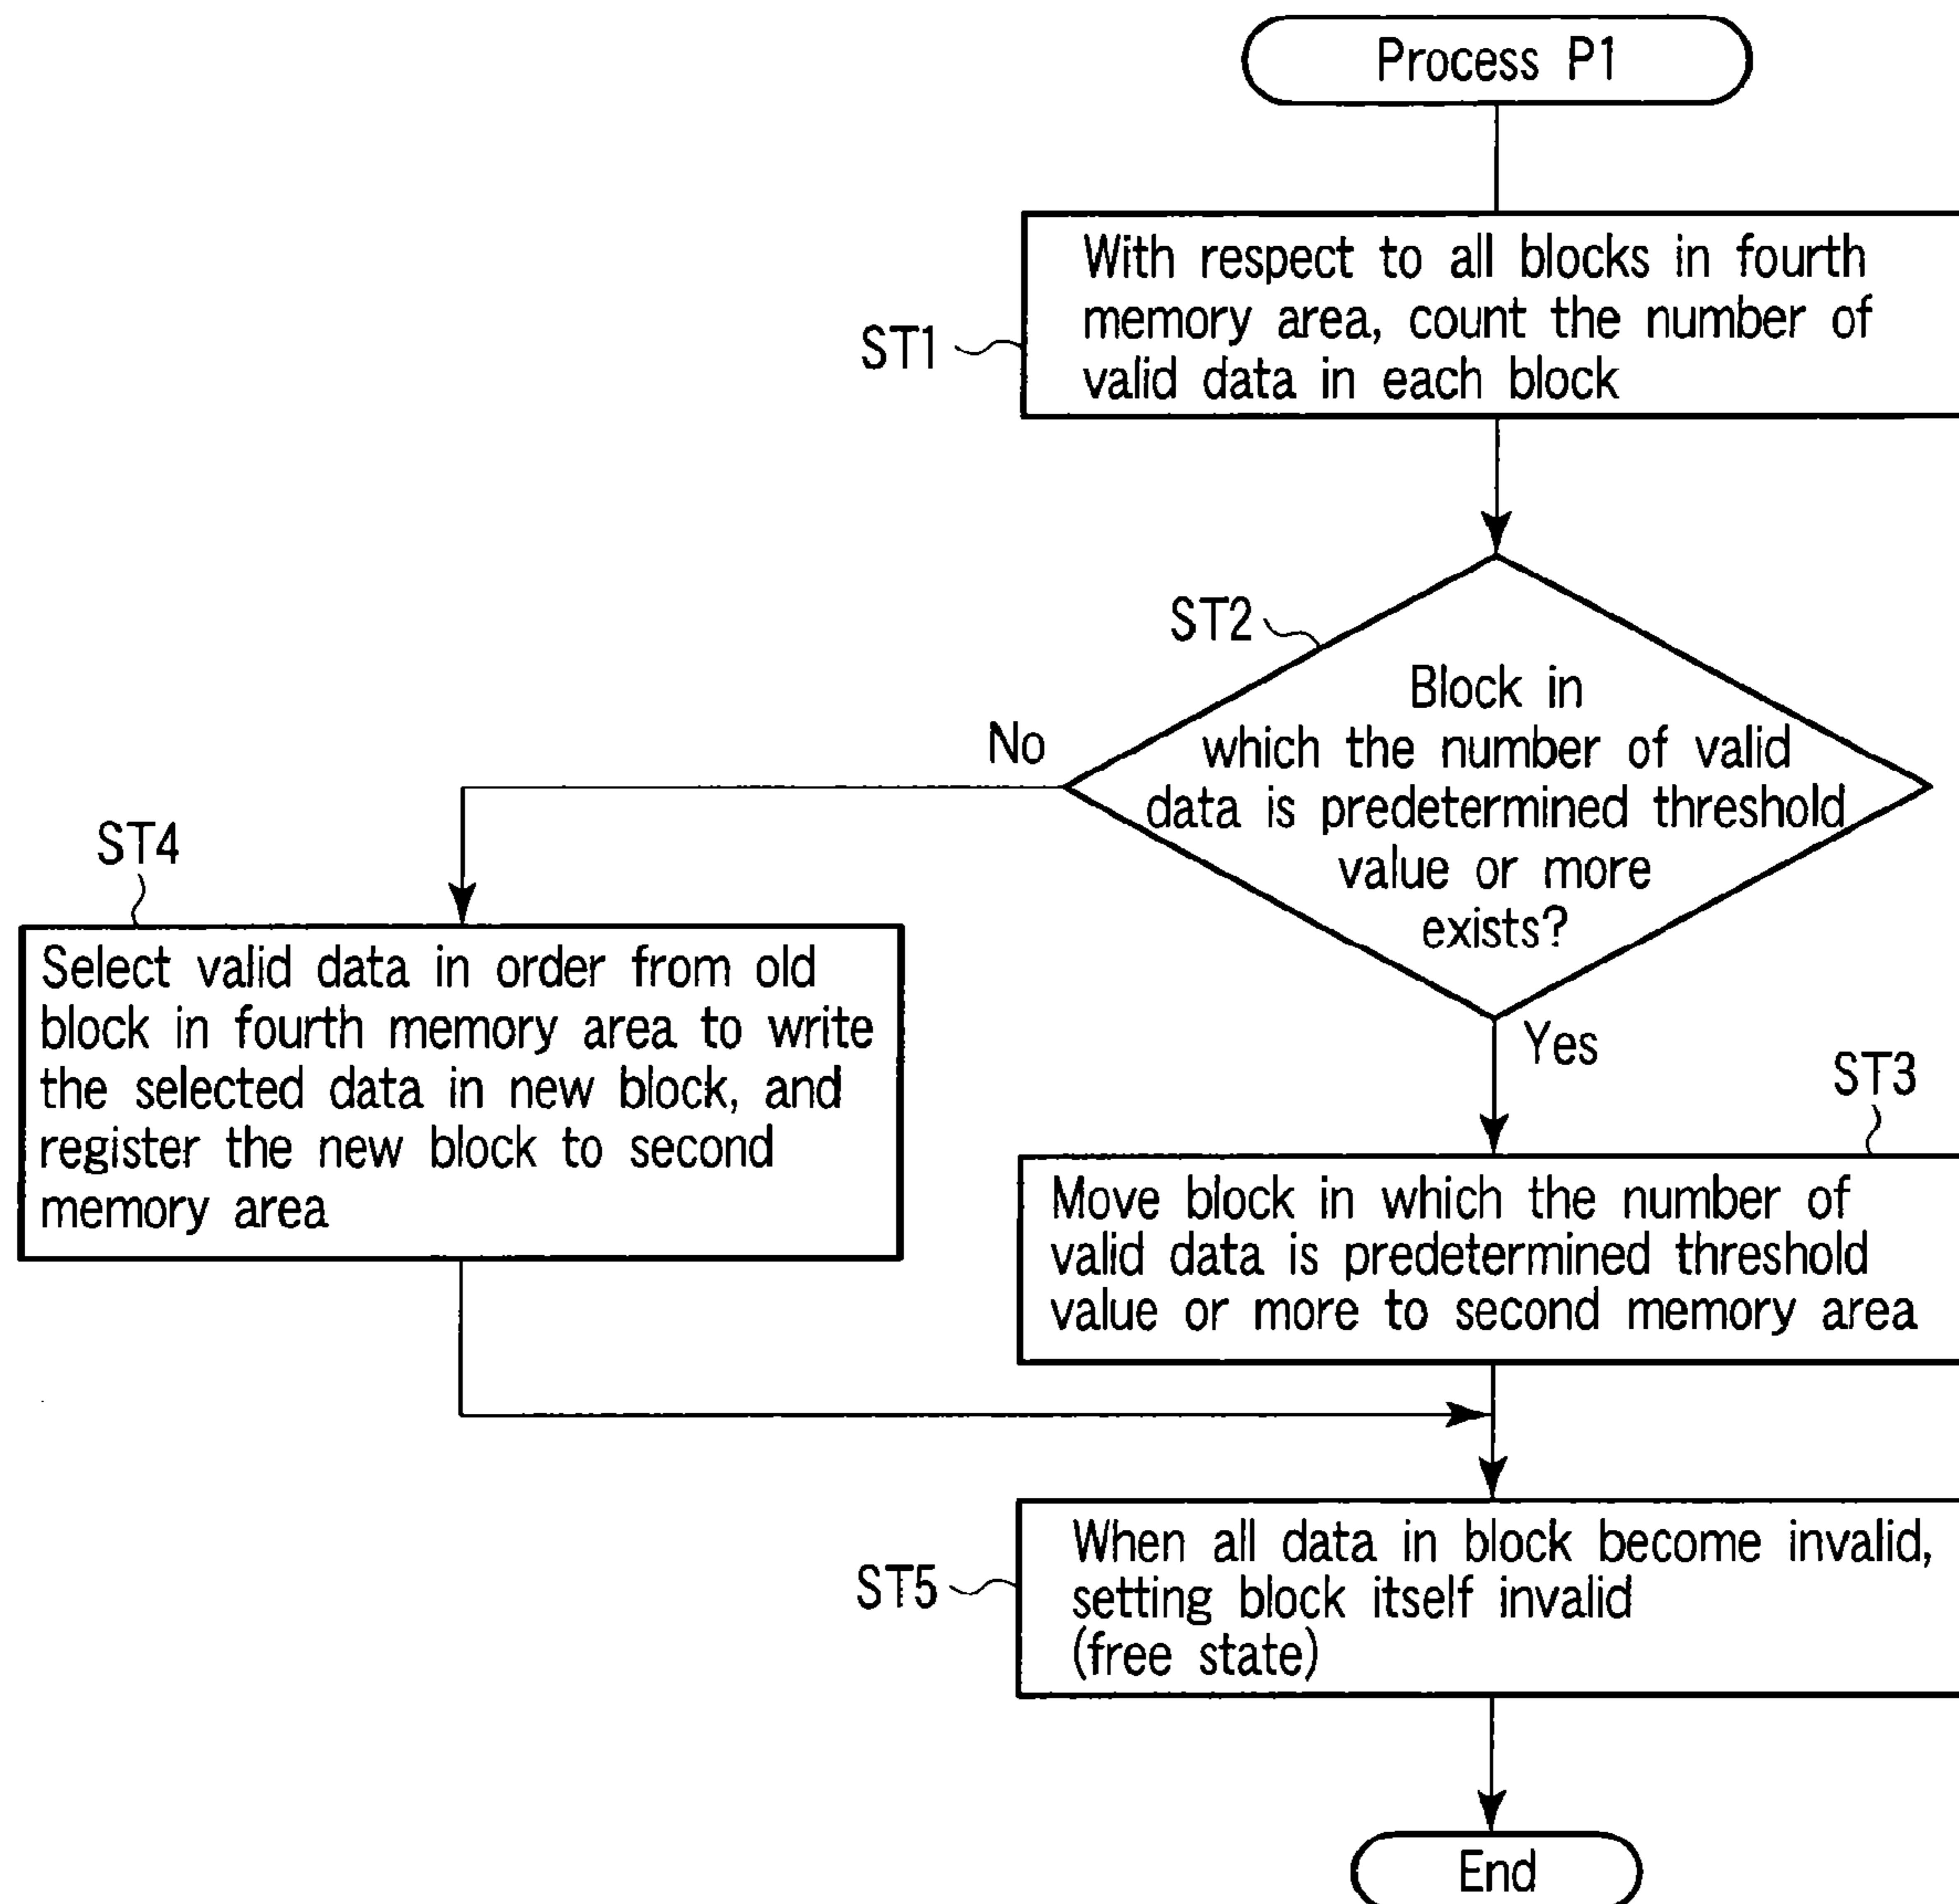 Process P1
ST1
With respect to all blocks in fourth
memory area, count the number of
valid data in each block
ST2
Block in
which the number of valid
data is predetermined threshold
value or more
exists?
No
Yes
ST4
Select valid data in order from old
block in fourth memory area to write
the selected data in new block, and
register the new block to second
memory area
ST3
Move block in which the number of
valid data is predetermined threshold
value or more to second memory area
ST5
When all data in block become invalid,
setting block itself invalid
(free state)
End